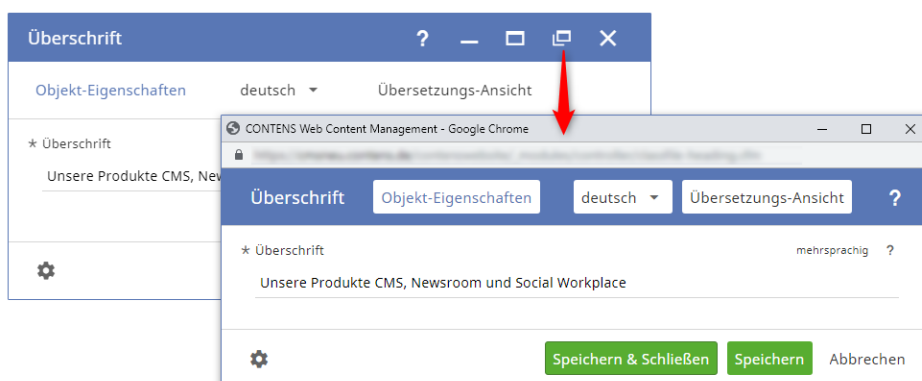 Überschrift ?
Objekt-Eigenschaften deutsch Übersetzungs-Ansicht
* Überschrift
Unsere Produkte CMS, New
CONTENS Web Content Management - Google Chrome
Überschrift Objekt-Eigenschaften deutsch Übersetzungs-Ansicht ?
* Überschrift mehrsprachig ?
Unsere Produkte CMS, Newsroom und Social Workplace
Speichern & Schließen Speichern Abbrechen